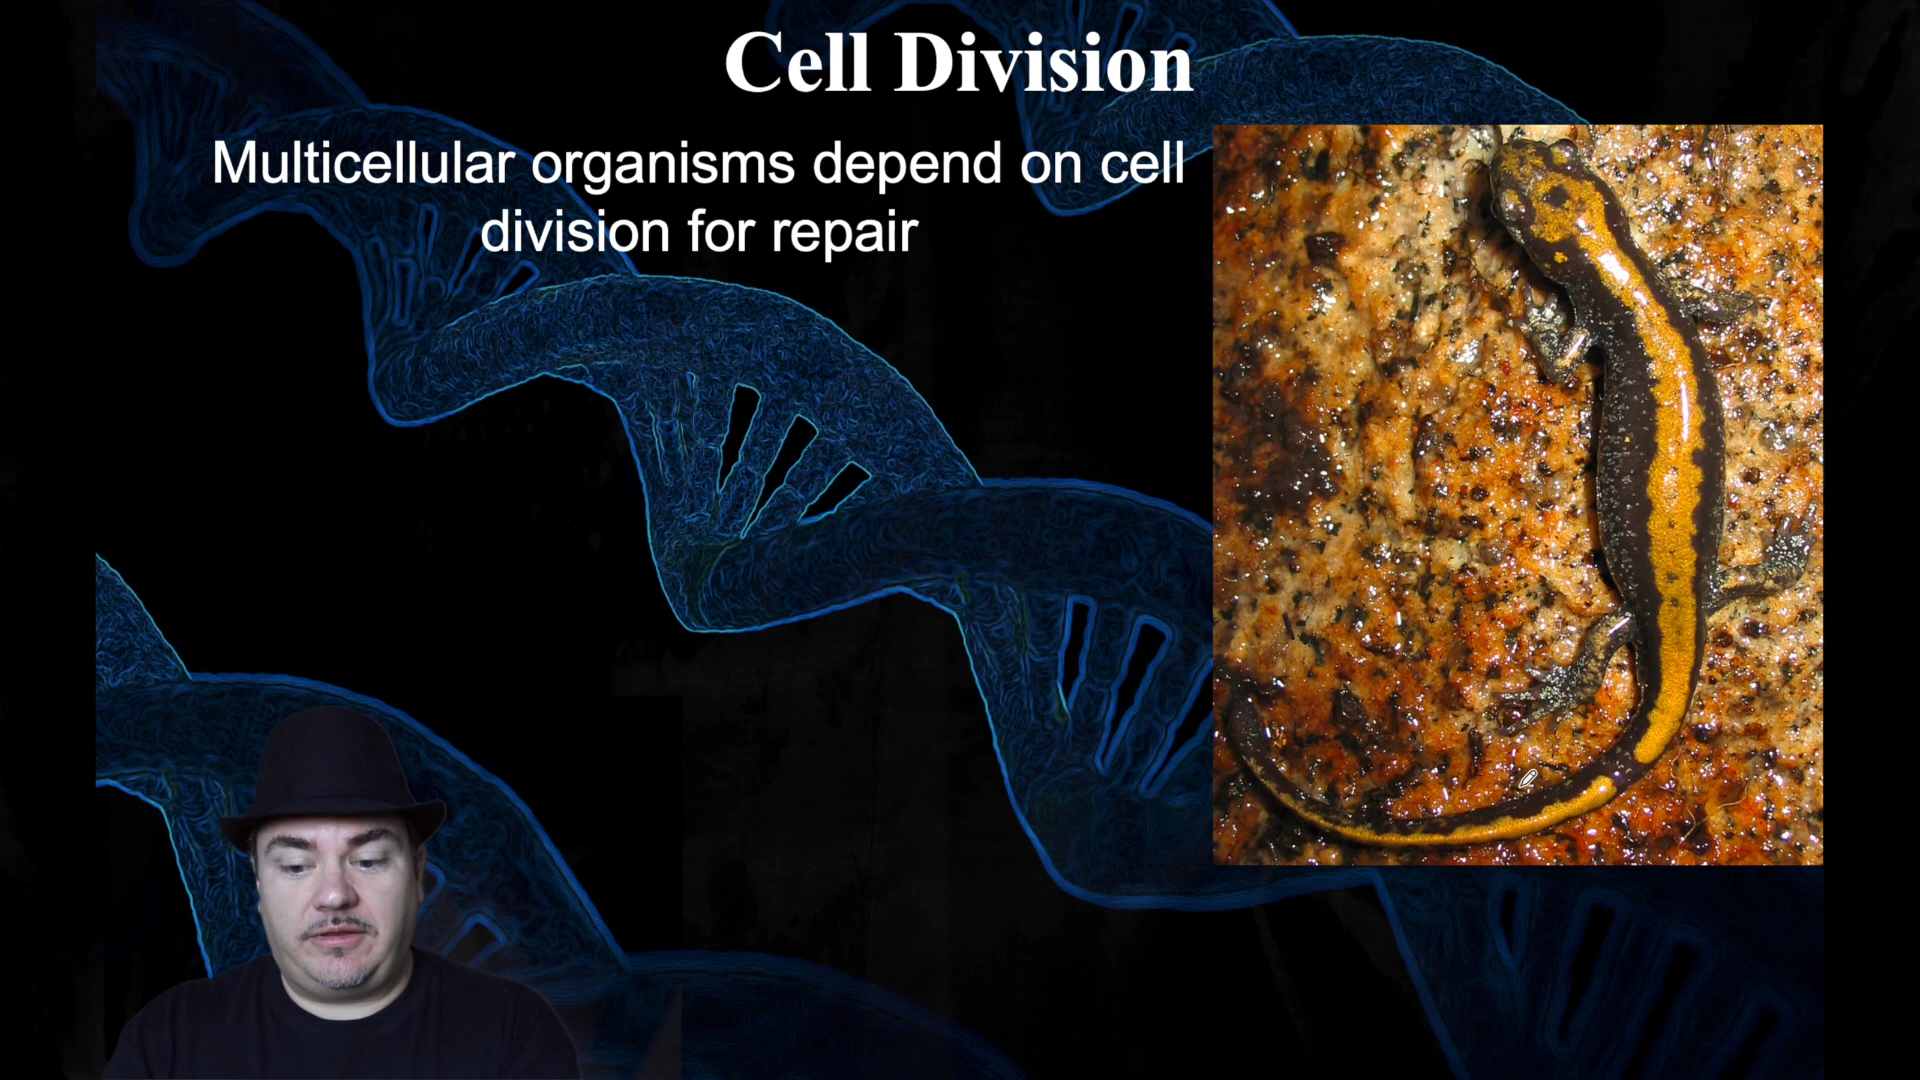 Cell Division
Multicellular organisms depend on cell
division for repair